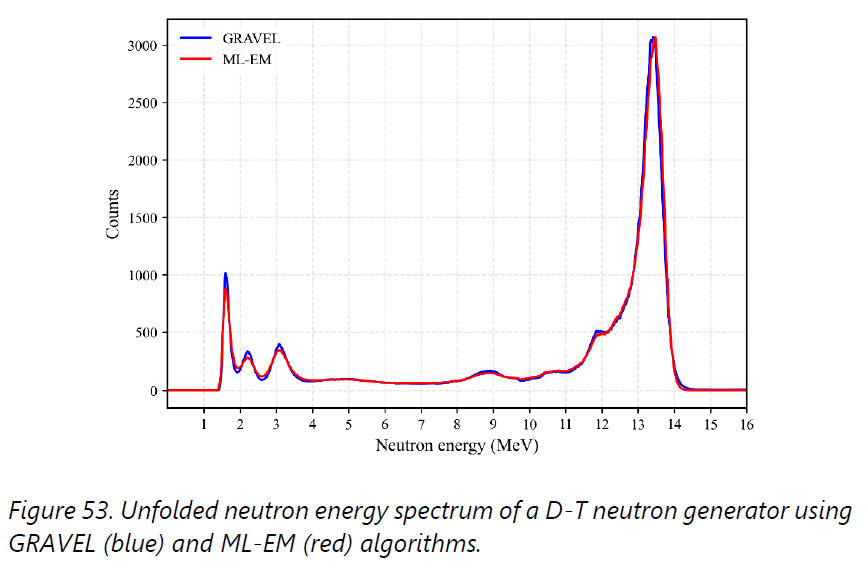 GRAVEL
ML-EM
3000
2500
2000
1500
1000
500
0
Counts
1 2 3 4 5 6 7 8 9 10 11 12 13 14 15 16
Neutron energy (MeV)
Figure 53. Unfolded neutron energy spectrum of a D-T neutron generator using
GRAVEL (blue) and ML-EM (red) algorithms.